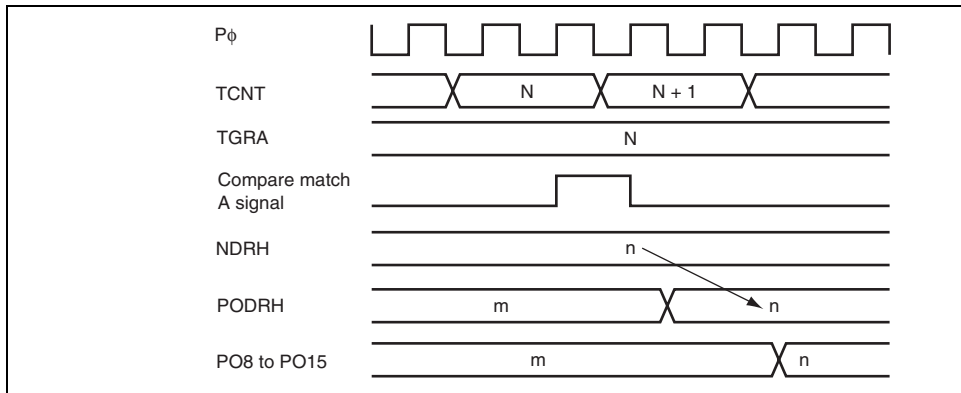 Pϕ
TCNT N N + 1
TGRA N
Compare match
A signal
NDRH n
PODRH m n
PO8 to PO15 m n